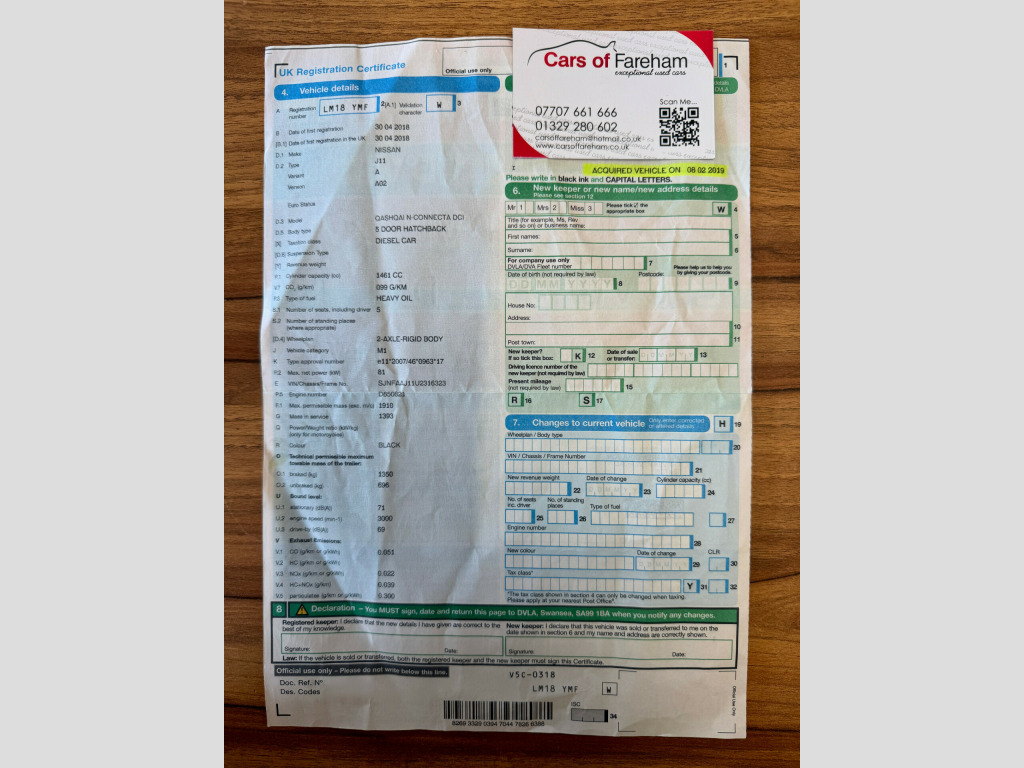 UK Registration Certificate
Official use only
1
Cars of Fareham
exceptional used cars
Scan Me...
07707 661 666
01329 280 602
carsoffareham@hotmail.co.uk
www.carsoffareham.co.uk
4. Vehicle details
A Registration number LM18 YMF 2 [A.1] Validation character W 3
B Date of first registration 30 04 2018
[B.1] Date of first registration in the UK 30 04 2018
D.1 Make NISSAN
D.2 Type J11
Variant A
Version A02
Euro Status
D.3 Model QASHQAI N-CONNECTA DCI
D.5 Body type 5 DOOR HATCHBACK
[X] Taxation class DIESEL CAR
[D.6] Suspension Type
[Y] Revenue weight
P.1 Cylinder capacity (cc) 1461 CC
V.7 CO2 (g/km) 099 G/KM
P.3 Type of fuel HEAVY OIL
S.1 Number of seats, including driver 5
S.2 Number of standing places
(where appropriate)
[D.4] Wheelplan 2-AXLE-RIGID BODY
J Vehicle category M1
K Type approval number e11*2007/46*0963*17
P.2 Max. net power (kW) 81
E VIN/Chassis/Frame No. SJNFAAJ11U2316323
P.5 Engine number
F.1 Max. permissible mass (exc. m/c) 1910
G Mass in service 1393
Q Power/Weight ratio (kW/kg)
(only for motorcycles)
R Colour BLACK
O Technical permissible maximum
towable mass of the trailer:
O.1 braked (kg) 1350
O.2 unbraked (kg) 696
U Sound level:
U.1 stationary (dB(A)) 71
U.2 engine speed (min-1) 3000
U.3 drive-by (dB(A)) 69
V Exhaust Emissions:
V.1 CO (g/km or g/kWh) 0.051
V.2 HC (g/km or g/kWh)
V.3 NOx (g/km or g/kWh) 0.022
V.4 HC+NOx (g/km) 0.039
V.5 particulates (g/km or g/kWh) 0.300
ACQUIRED VEHICLE ON 08 02 2019
Please write in black ink and CAPITAL LETTERS.
6. New keeper or new name/new address details
Please see section 12
Mr 1 Mrs 2 Miss 3 Please tick ☑ the appropriate box W 4
Title (for example, Ms, Rev
and so on) or business name:
First names: 5
Surname: 6
For company use only
DVLA/DVA Fleet number 7
Please help us to help you
by giving your postcode.
Date of birth (not required by law) Postcode:
DD MM YYYY 8 9
House No:
Address:
10
Post town: 11
New keeper?
If so tick this box: K 12 Date of sale
or transfer: 13
Driving licence number of the
new keeper (not required by law)
Present mileage
(not required by law) 15
R 16 S 17
7. Changes to current vehicle Only enter corrected
or altered details H 19
Wheelplan / Body type
20
VIN / Chassis / Frame Number
21
New revenue weight Date of change Cylinder capacity (cc)
22 23 24
No. of seats
inc. driver No. of standing
places Type of fuel
25 26 27
Engine number
28
New colour Date of change CLR
29 30
Tax class* Y 31 32
*The tax class shown in section 4 can only be changed when taxing.
Please apply at your nearest Post Office®.
8 Declaration – You MUST sign, date and return this page to DVLA, Swansea, SA99 1BA when you notify any changes.
Registered keeper: I declare that the new details I have given are correct to the
best of my knowledge.
New keeper: I declare that this vehicle was sold or transferred to me on the
date shown in section 6 and my name and address are correctly shown.
Signature: Date: Signature: Date:
Law: If the vehicle is sold or transferred, both the registered keeper and the new keeper must sign this Certificate.
Official use only – Please do not write below this line.
Doc. Ref. N°
Des. Codes
V5C-0318
LM18 YMF W
ISC
34
Official Use Only